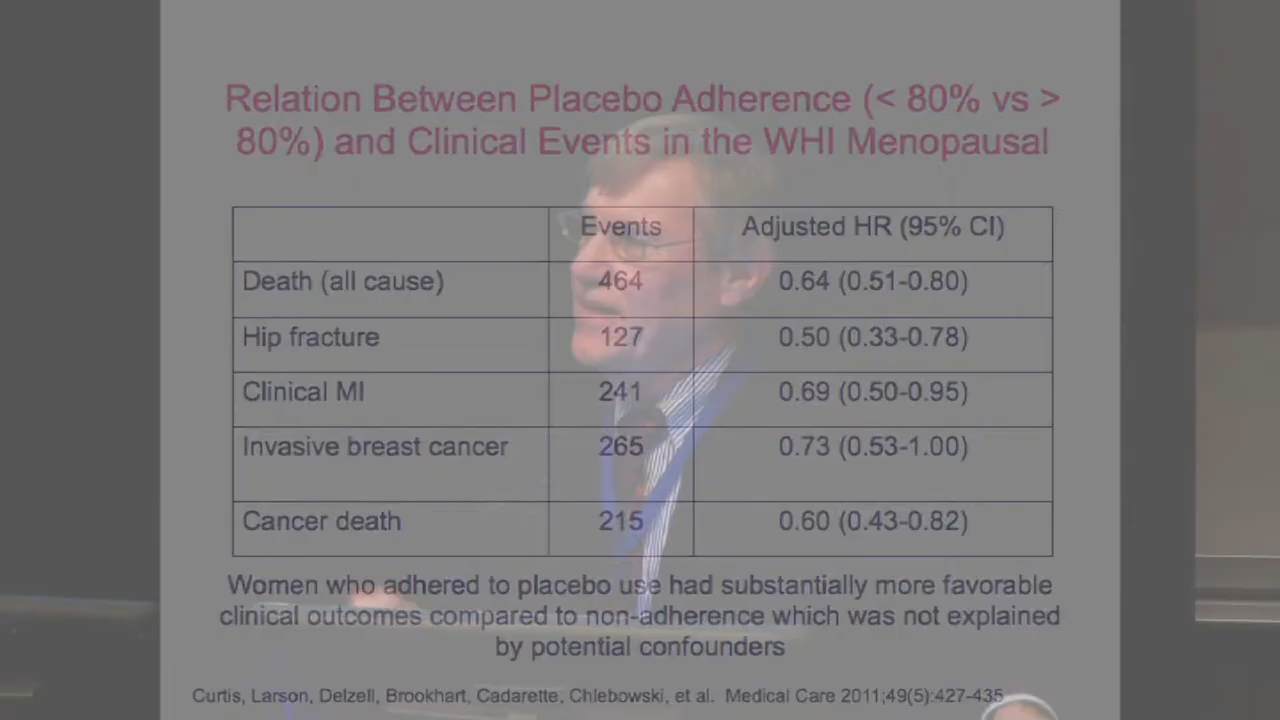 Relation Between Placebo Adherence (< 80% vs >
80%) and Clinical Events in the WHI Menopausal
Events Adjusted HR (95% CI)
Death (all cause) 464 0.64 (0.51-0.80)
Hip fracture 127 0.50 (0.33-0.78)
Clinical MI 241 0.69 (0.50-0.95)
Invasive breast cancer 265 0.73 (0.53-1.00)
Cancer death 215 0.60 (0.43-0.82)
Women who adhered to placebo use had substantially more favorable
clinical outcomes compared to non-adherence which was not explained
by potential confounders
Curtis, Larson, Delzell, Brookhart, Cadarette, Chlebowski, et al. Medical Care 2011;49(5):427-435